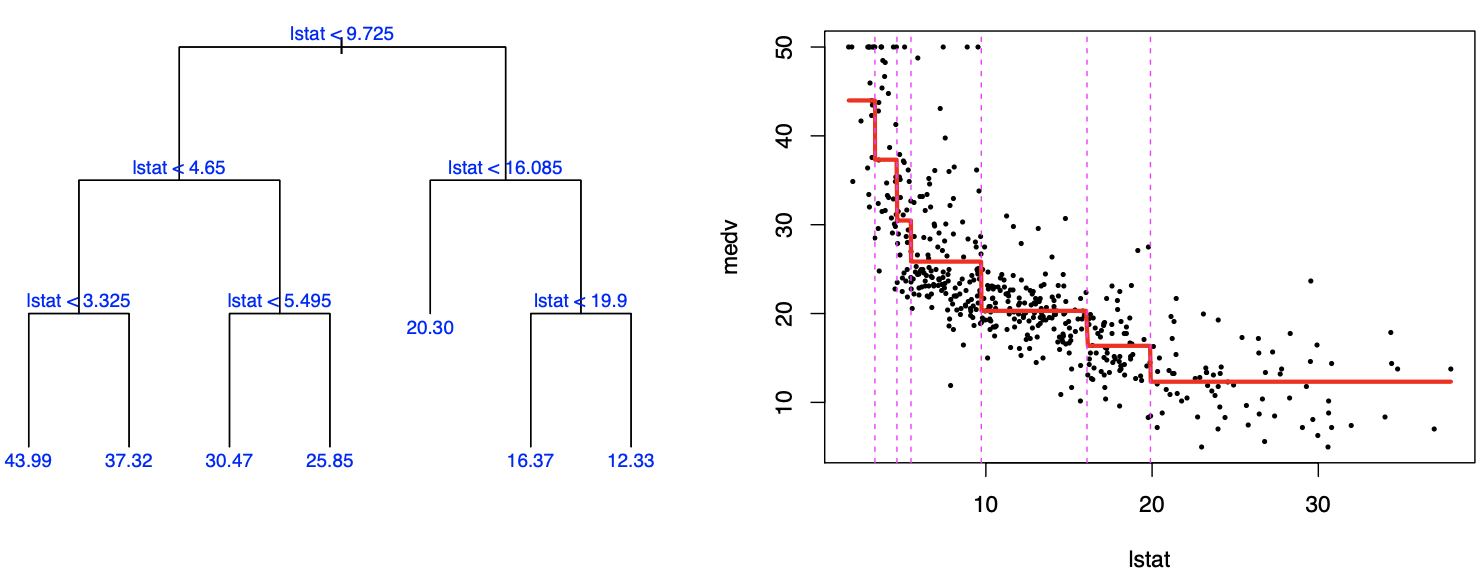 lstat < 9.725
lstat < 4.65
lstat < 16.085
lstat < 3.325
lstat < 5.495
lstat < 19.9
20.30
43.99
37.32
30.47
25.85
16.37
12.33
50
40
30
20
10
medv
10
20
30
lstat